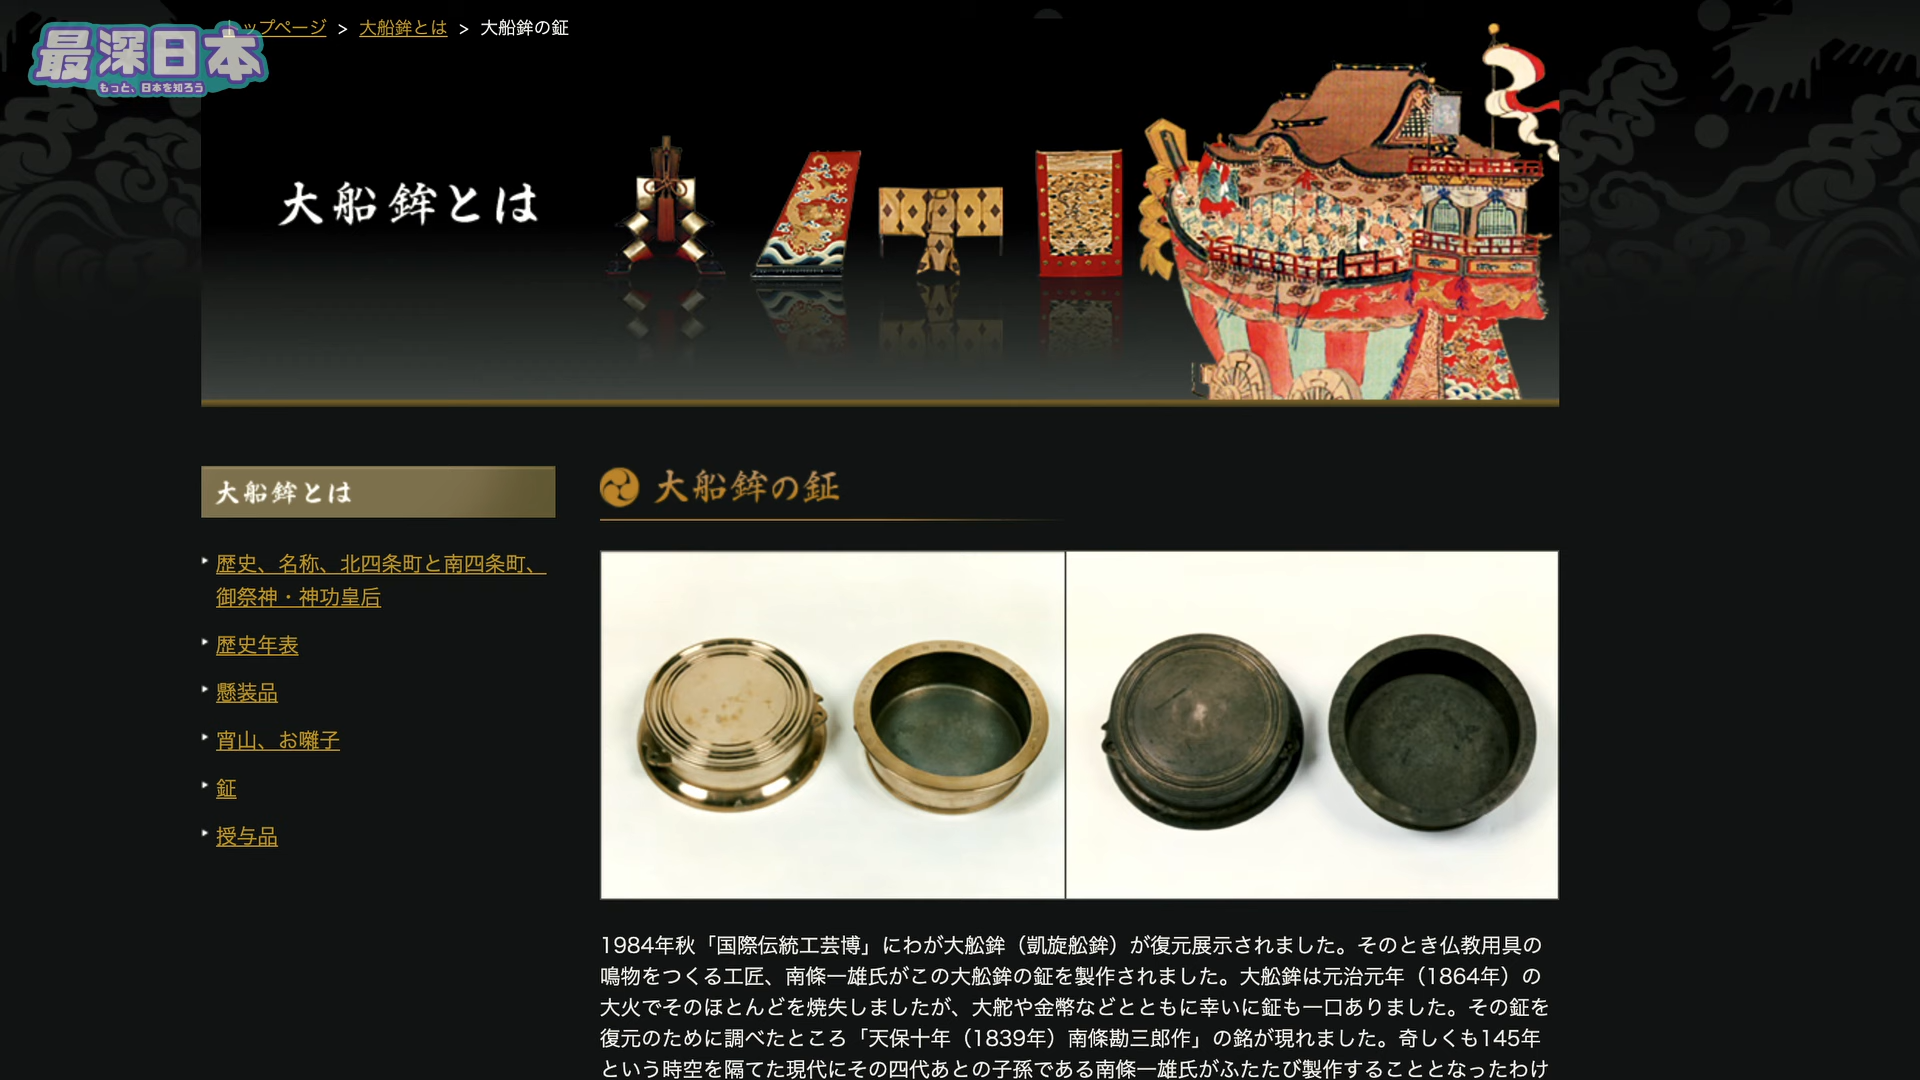 トップページ > 大船鉾とは > 大船鉾の鉦
最深日本
もっと、日本を知ろう
大船鉾とは
大船鉾とは
歴史、名称、北四条町と南四条町、
御祭神・神功皇后
歴史年表
懸装品
宵山、お囃子
鉦
授与品
大船鉾の鉦
1984年秋「国際伝統工芸博」にわが大舩鉾（凱旋舩鉾）が復元展示されました。そのとき仏教用具の
鳴物をつくる工匠、南條一雄氏がこの大舩鉾の鉦を製作されました。大舩鉾は元治元年（1864年）の
大火でそのほとんどを焼失しましたが、大舵や金幣などとともに幸いに鉦も一口ありました。その鉦を
復元のために調べたところ「天保十年（1839年）南條勘三郎作」の銘が現れました。奇しくも145年
という時空を隔てた現代にその四代あとの子孫である南條一雄氏がふたたび製作することとなったわけ